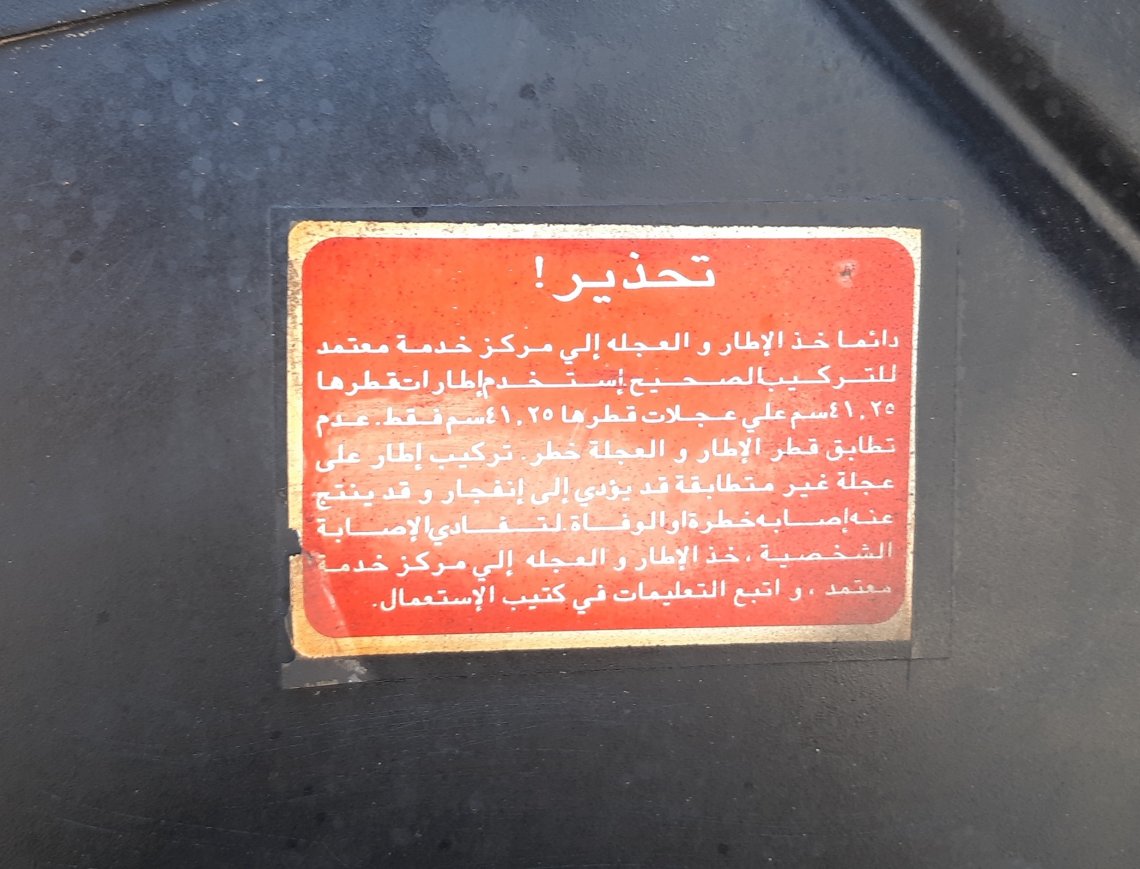 تحذير!
دائما خذ الإطار و العجله إلي مركز خدمة معتمد
للتركيب الصحيح إستخدم إطارات قطرها
٤١,٢٥سم علي عجلات قطرها ٤١,٢٥سم فقط. عدم
تطابق قطر الإطار و العجلة خطر. تركيب إطار على
عجلة غير متطابقة قد يؤدي إلى إنفجار و قد ينتج
عنه إصابه خطرة او الوفاة. لتفادي الإصابة
الشخصية ، خذ الإطار و العجله إلي مركز خدمة
معتمد ، و اتبع التعليمات في كتيب الإستعمال.